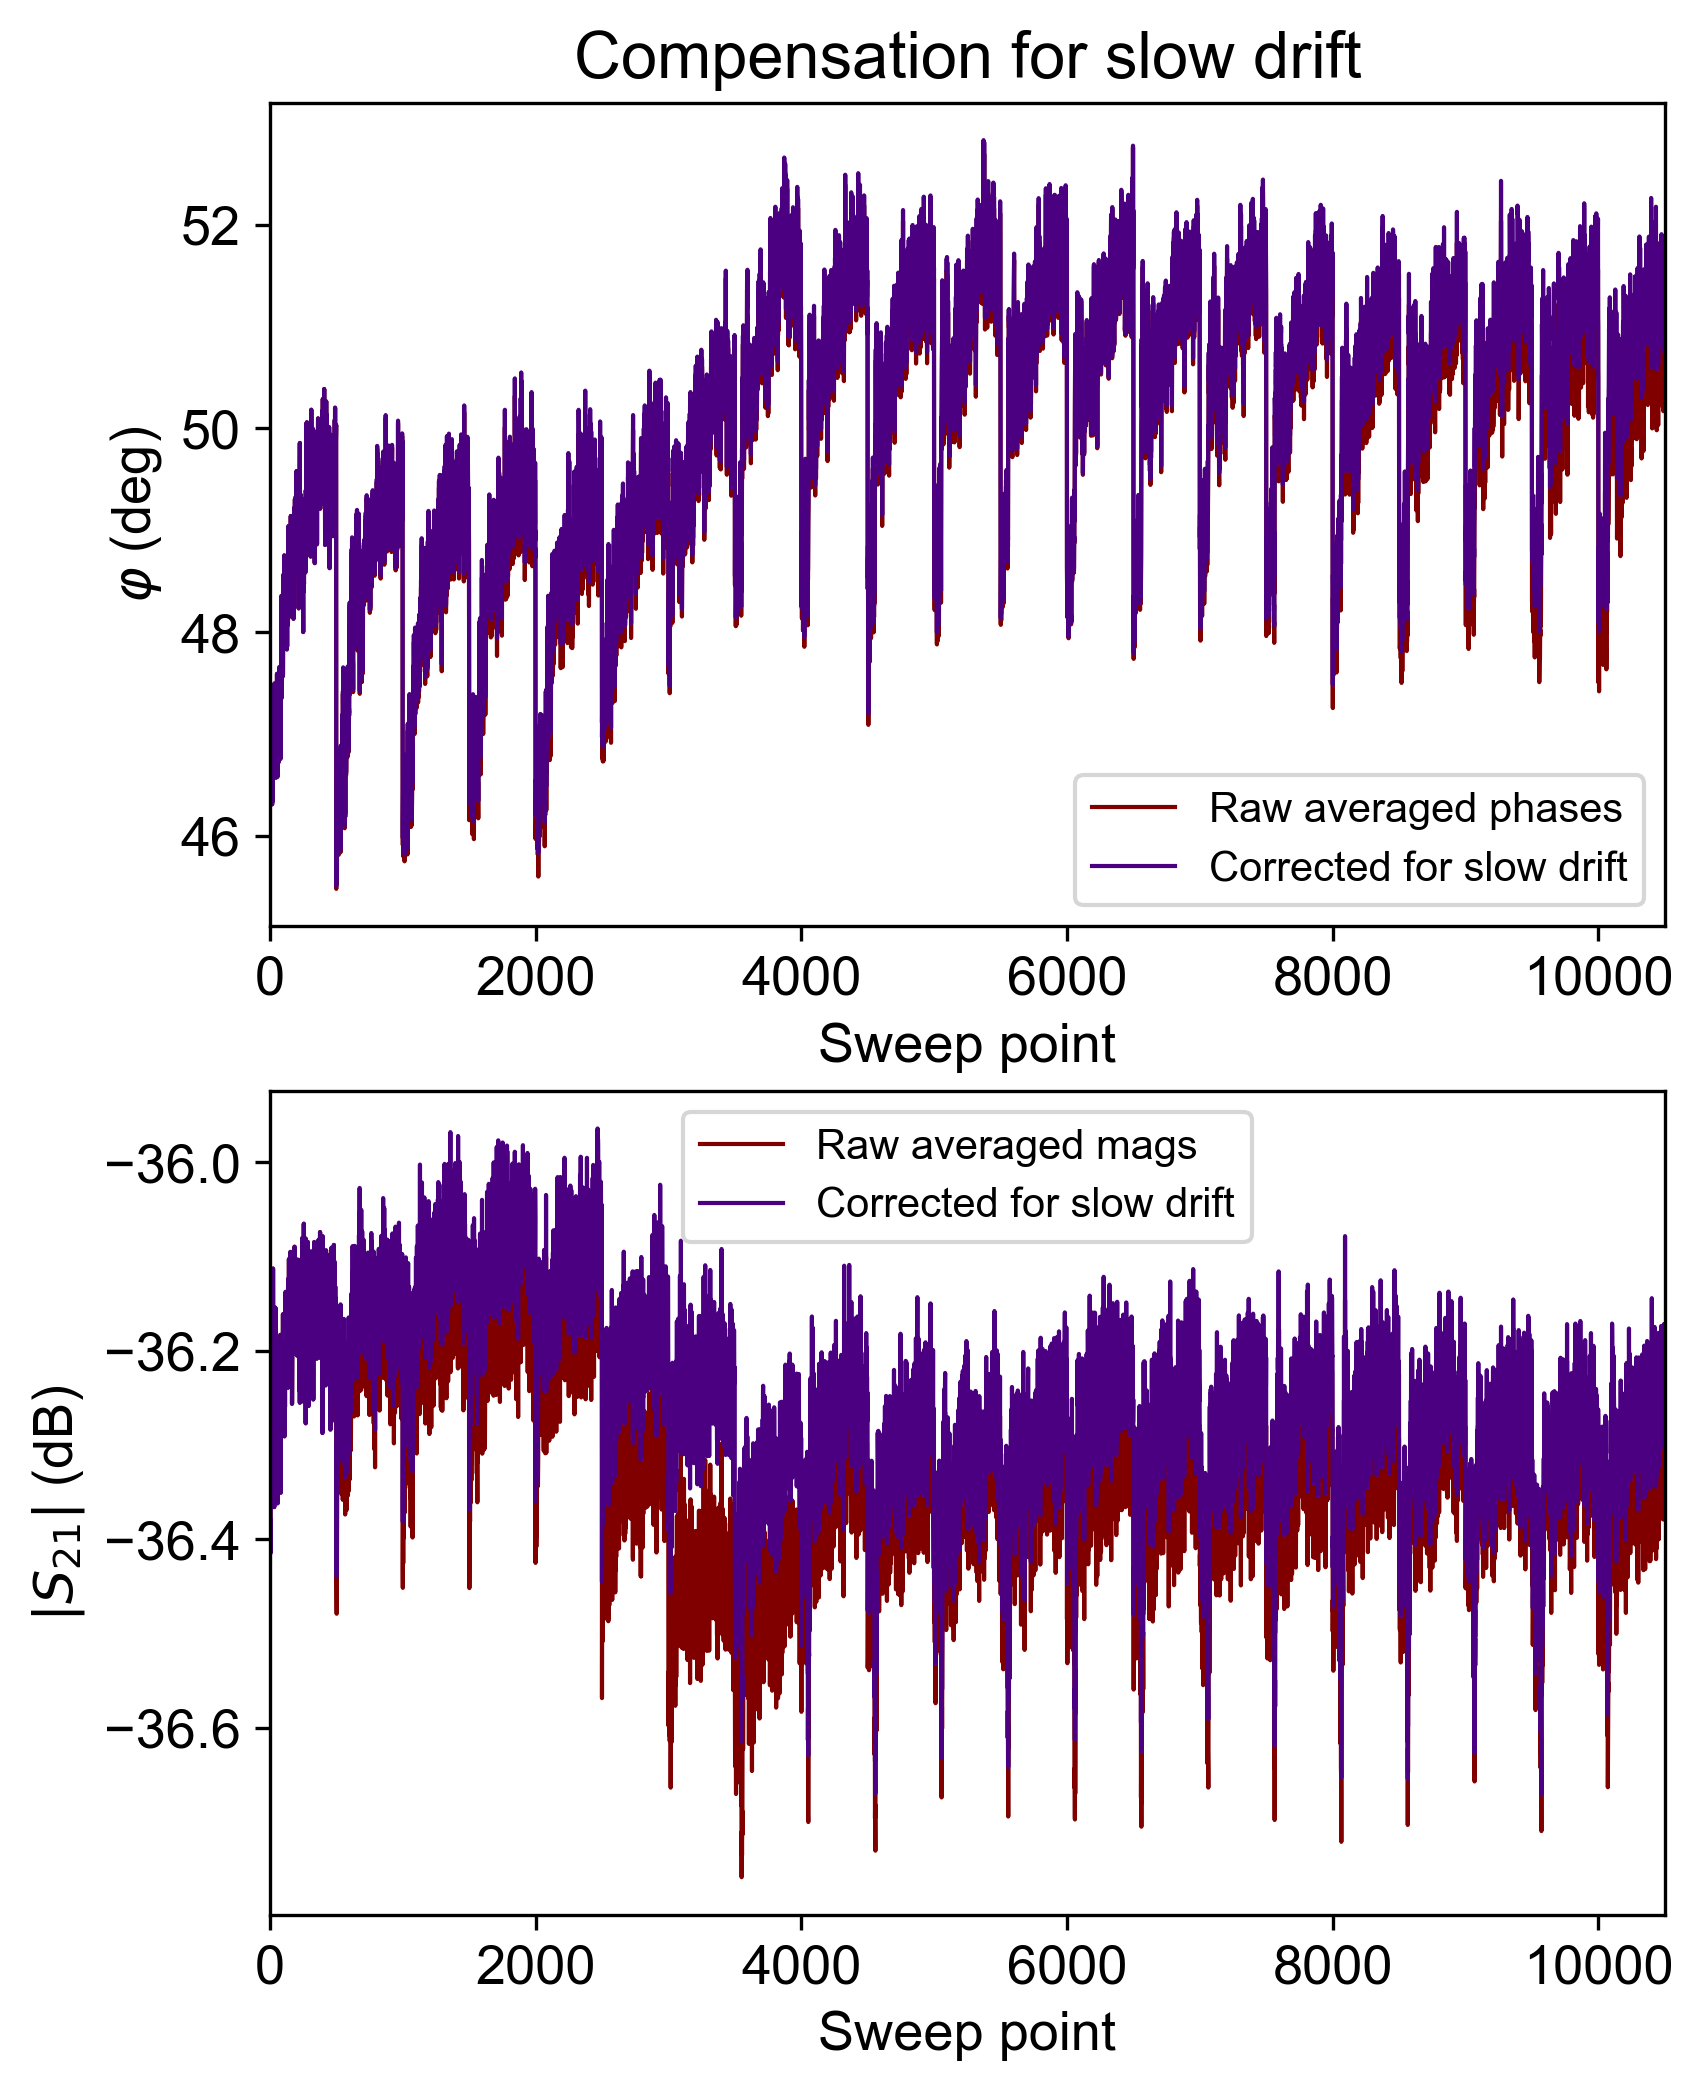 Compensation for slow drift
52
50
48
46
φ (deg)
Raw averaged phases
Corrected for slow drift
0 2000 4000 6000 8000 10000
Sweep point
Raw averaged mags
Corrected for slow drift
−36.0
−36.2
−36.4
−36.6
|S₂₁| (dB)
0 2000 4000 6000 8000 10000
Sweep point